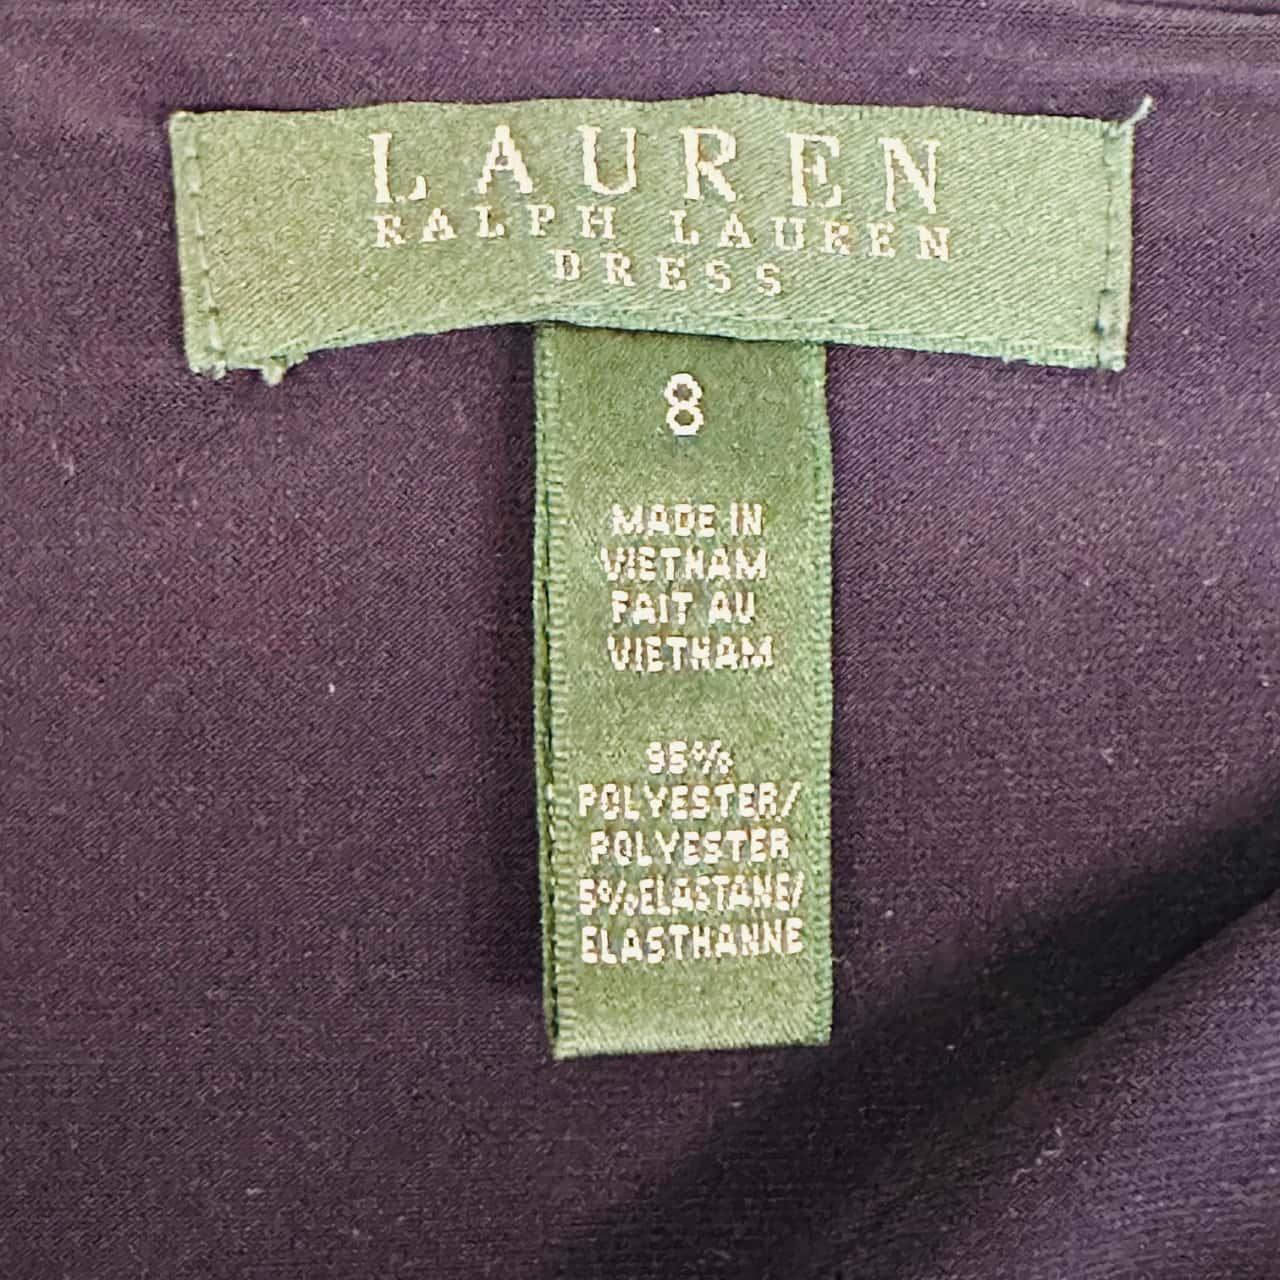 LAUREN
RALPH LAUREN
DRESS
8
MADE IN
VIETNAM
FAIT AU
VIETNAM
95%
POLYESTER/
POLYESTER
5%ELASTANE/
ELASTHANNE